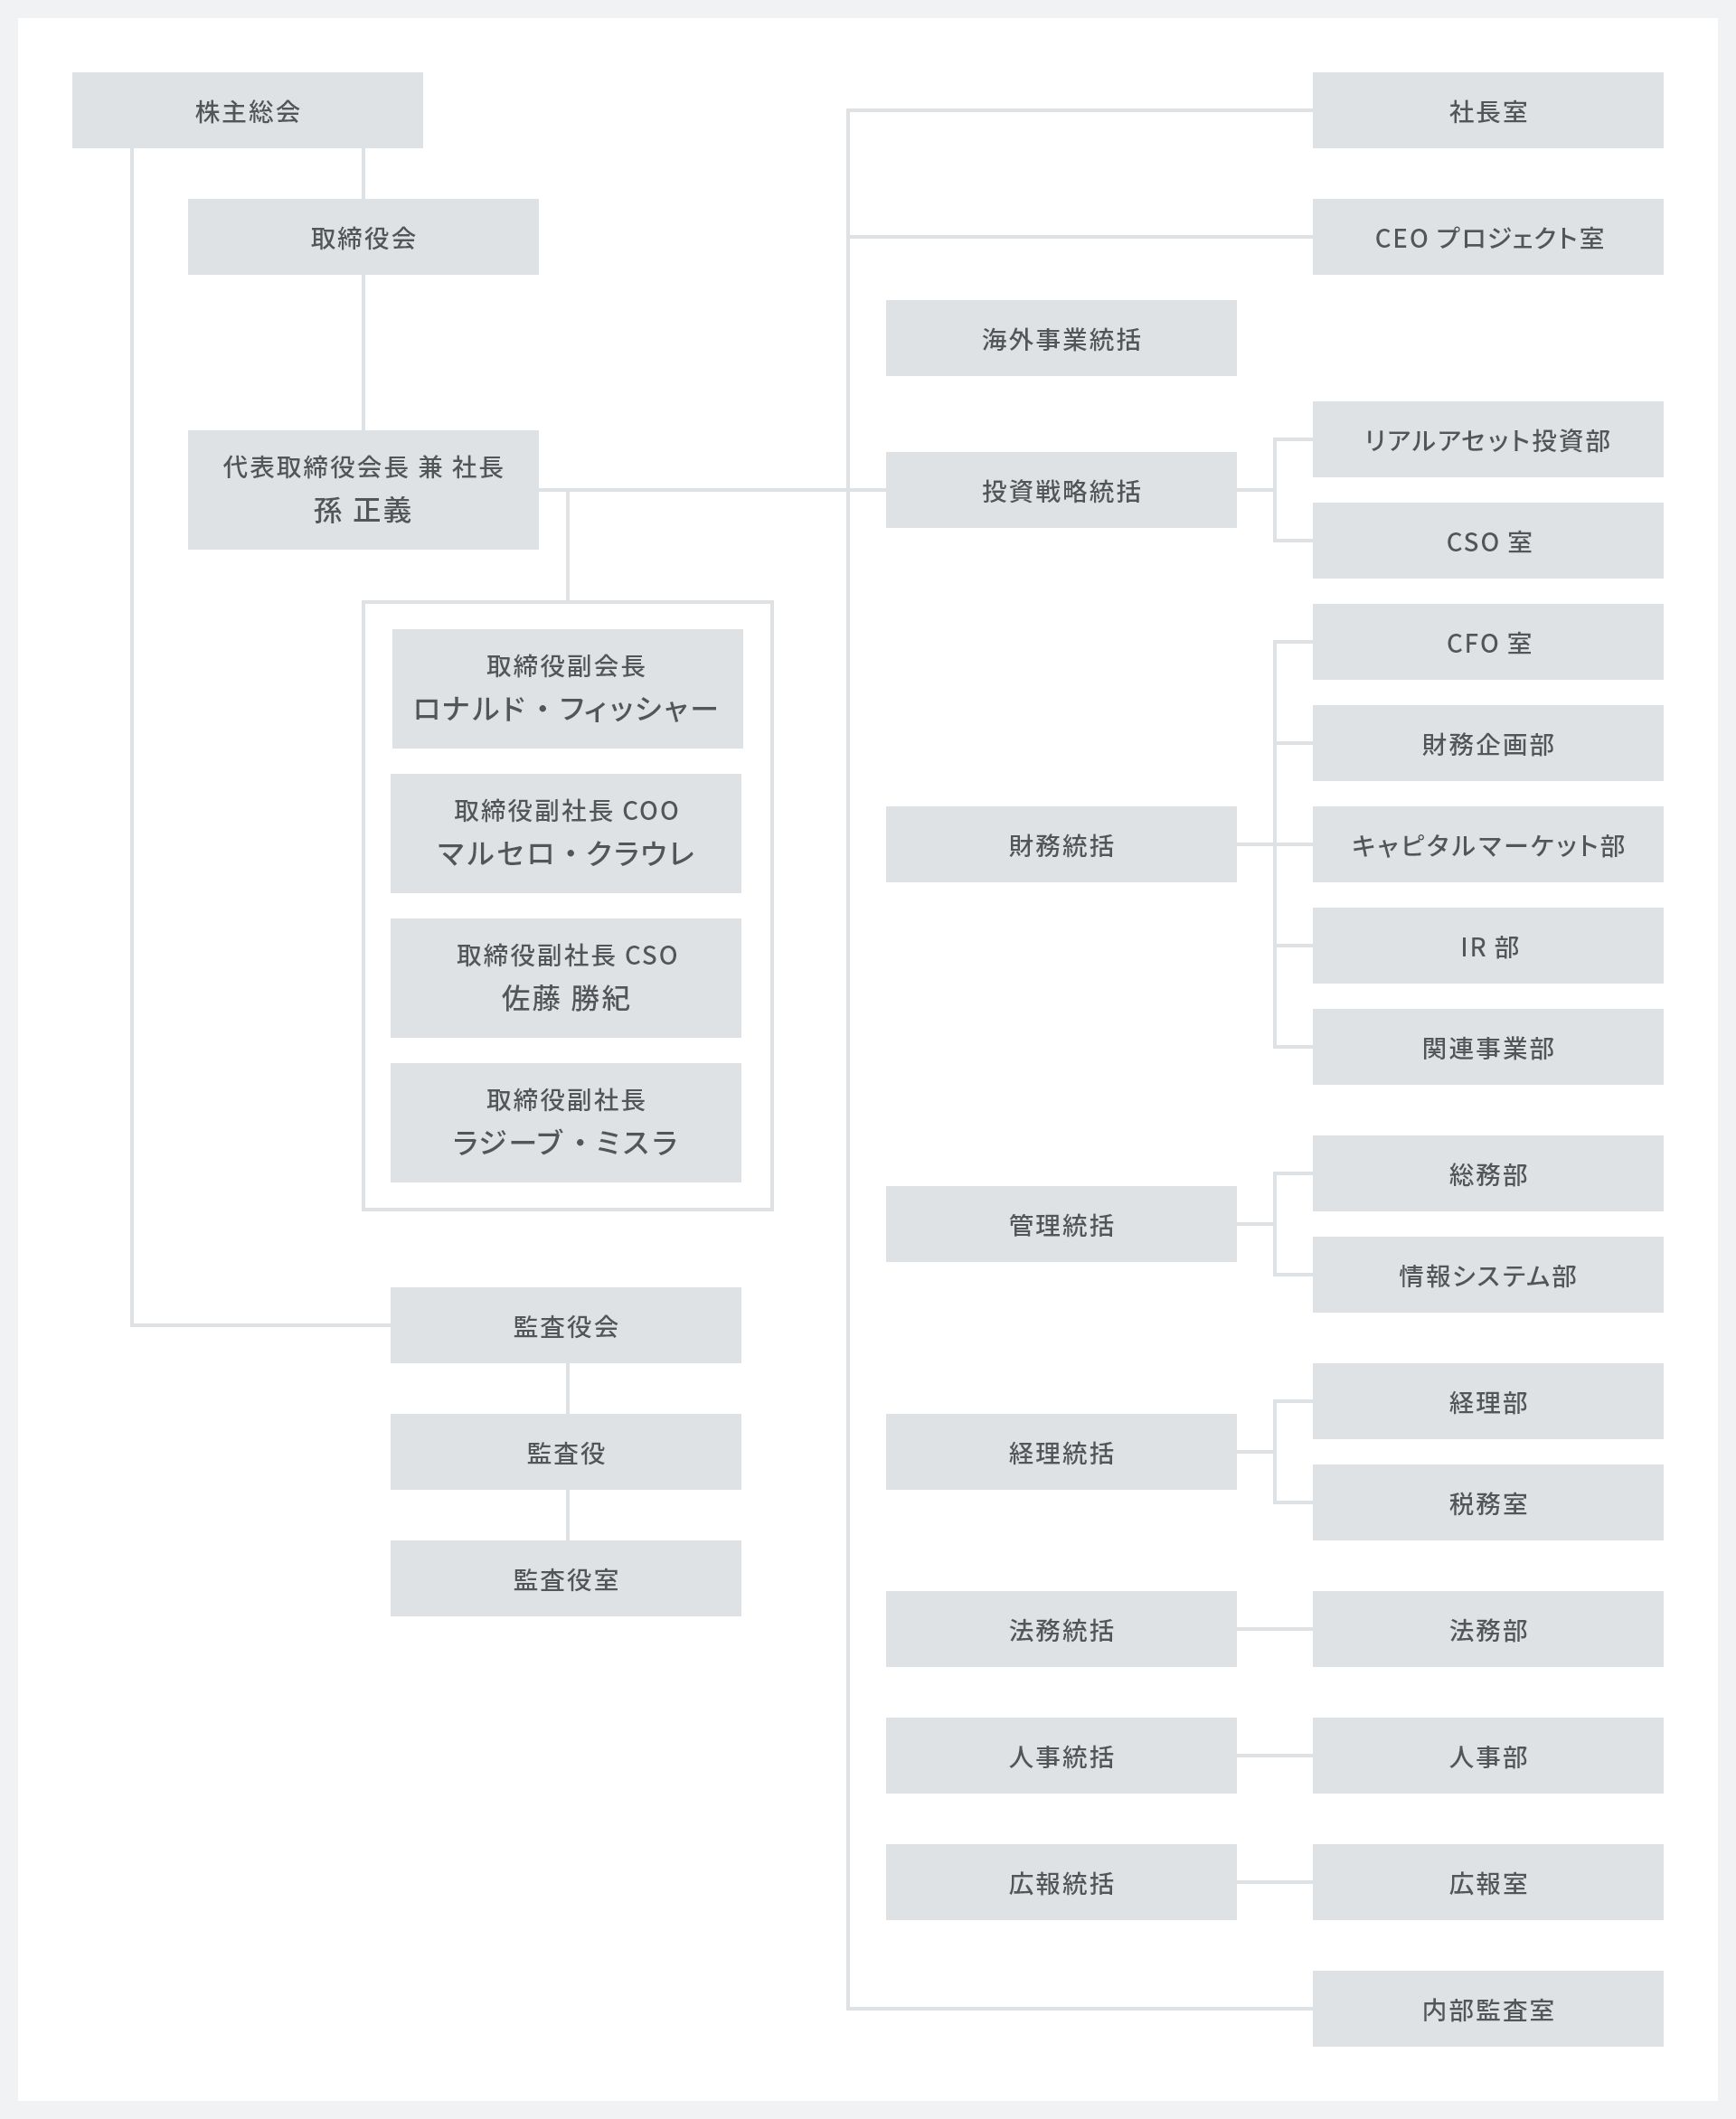 株主総会
取締役会
代表取締役会長 兼 社長
孫 正義
取締役副会長
ロナルド・フィッシャー
取締役副社長 COO
マルセロ・クラウレ
取締役副社長 CSO
佐藤 勝紀
取締役副社長
ラジーブ・ミスラ
監査役会
監査役
監査役室
社長室
CEO プロジェクト室
海外事業統括
投資戦略統括
リアルアセット投資部
CSO 室
財務統括
CFO 室
財務企画部
キャピタルマーケット部
IR 部
関連事業部
管理統括
総務部
情報システム部
経理統括
経理部
税務室
法務統括
法務部
人事統括
人事部
広報統括
広報室
内部監査室